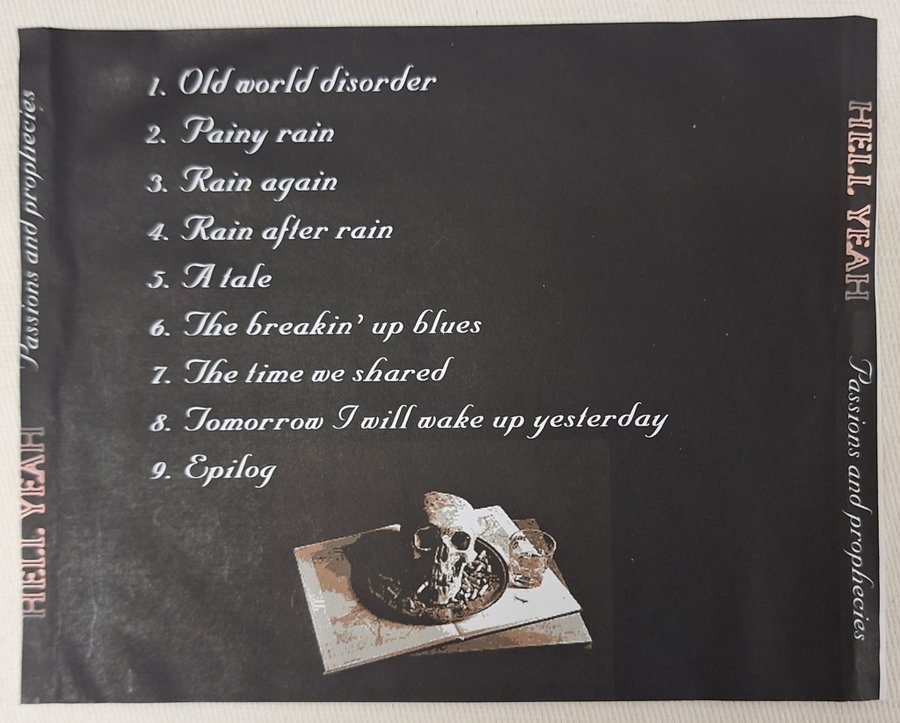 1. Old world disorder
2. Painy rain
3. Rain again
4. Rain after rain
5. A tale
6. The breakin' up blues
7. The time we shared
8. Tomorrow I will wake up yesterday
9. Epilog
HELL YEAH Passions and prophecies
HELL YEAH Passions and prophecies